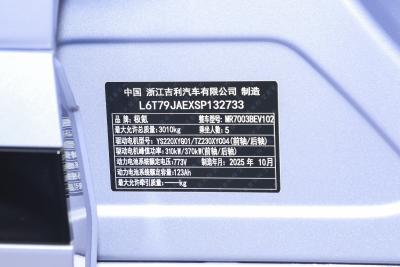 中国 浙江吉利汽车有限公司 制造
L6T79JAEXSP132733
品牌：极氪 整车型号：MR7003BEV102
最大允许总质量：3010kg 乘坐人数：5
驱动电机型号：YS220XYG01/TZ230XY004(前轴/后轴)
驱动电机峰值功率：310kW/370kW(前轴/后轴)
动力电池系统额定电压：773V 制造年月：2025 年 10月
动力电池系统额定容量：123Ah
最大允许牵引质量：--kg